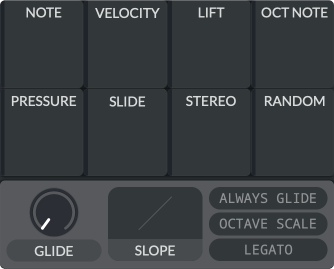 NOTE VELOCITY LIFT OCT NOTE
PRESSURE SLIDE STEREO RANDOM
ALWAYS GLIDE
OCTAVE SCALE
GLIDE SLOPE LEGATO